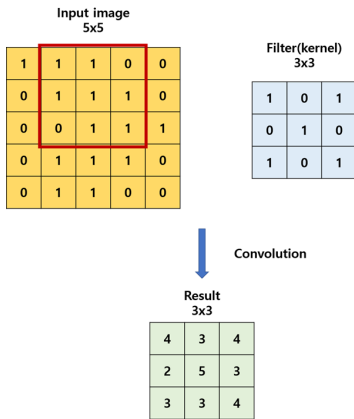 Input image
5x5
1 1 1 0 0
0 1 1 1 0
0 0 1 1 1
0 1 1 1 0
0 1 1 0 0
Filter(kernel)
3x3
1 0 1
0 1 0
1 0 1
Convolution
Result
3x3
4 3 4
2 5 3
3 3 4